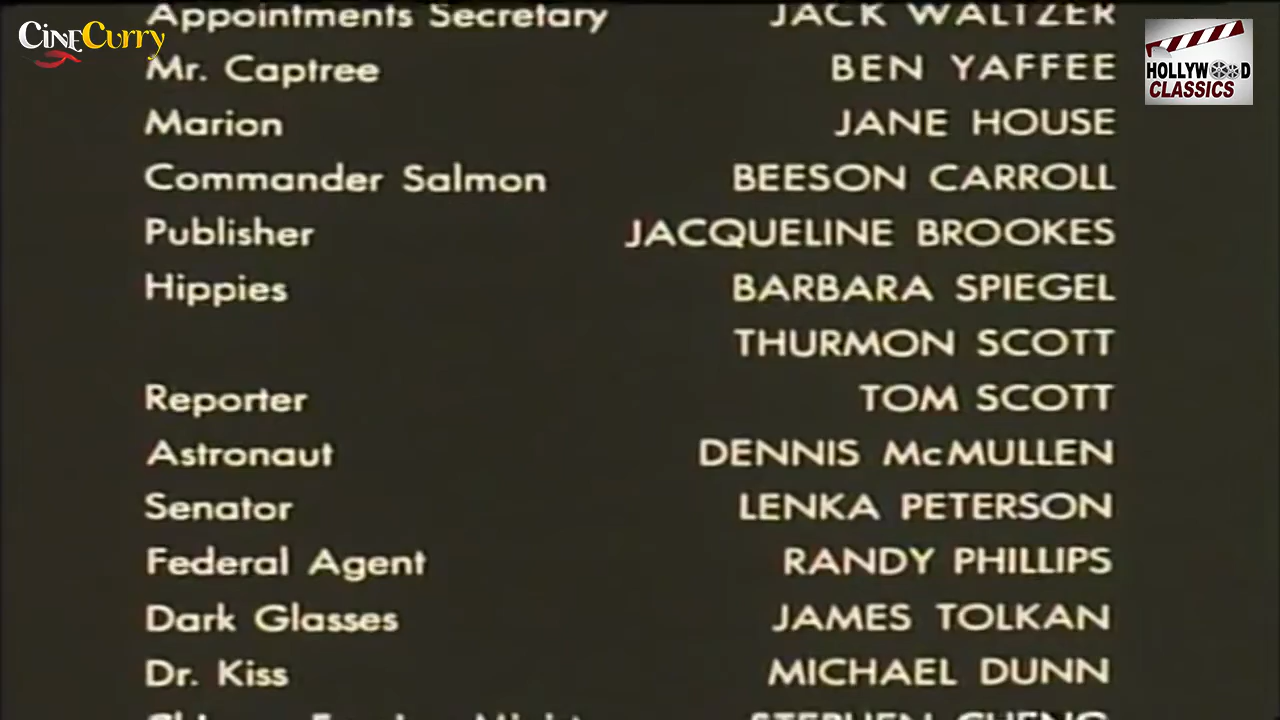 Appointments Secretary JACK WALTZER
CINECURRY
Mr. Captree BEN YAFFEE
HOLLYWOOD
CLASSICS
Marion JANE HOUSE
Commander Salmon BEESON CARROLL
Publisher JACQUELINE BROOKES
Hippies BARBARA SPIEGEL
THURMON SCOTT
Reporter TOM SCOTT
Astronaut DENNIS McMULLEN
Senator LENKA PETERSON
Federal Agent RANDY PHILLIPS
Dark Glasses JAMES TOLKAN
Dr. Kiss MICHAEL DUNN